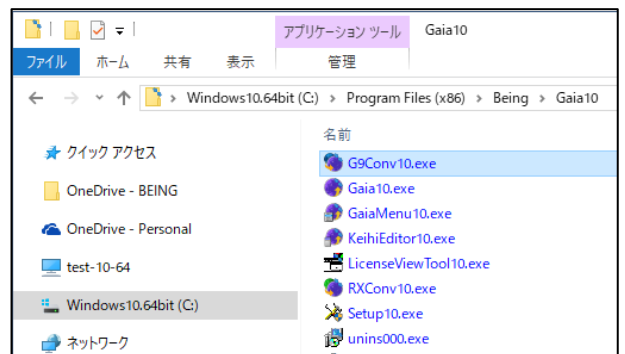 アプリケーション ツール Gaia10
ファイル ホーム 共有 表示 管理
Windows10.64bit (C:) > Program Files (x86) > Being > Gaia10
名前
クイック アクセス
OneDrive - BEING
OneDrive - Personal
test-10-64
Windows10.64bit (C:)
ネットワーク
G9Conv10.exe
Gaia10.exe
GaiaMenu10.exe
KeihiEditor10.exe
LicenseViewTool10.exe
RXConv10.exe
Setup10.exe
unins000.exe